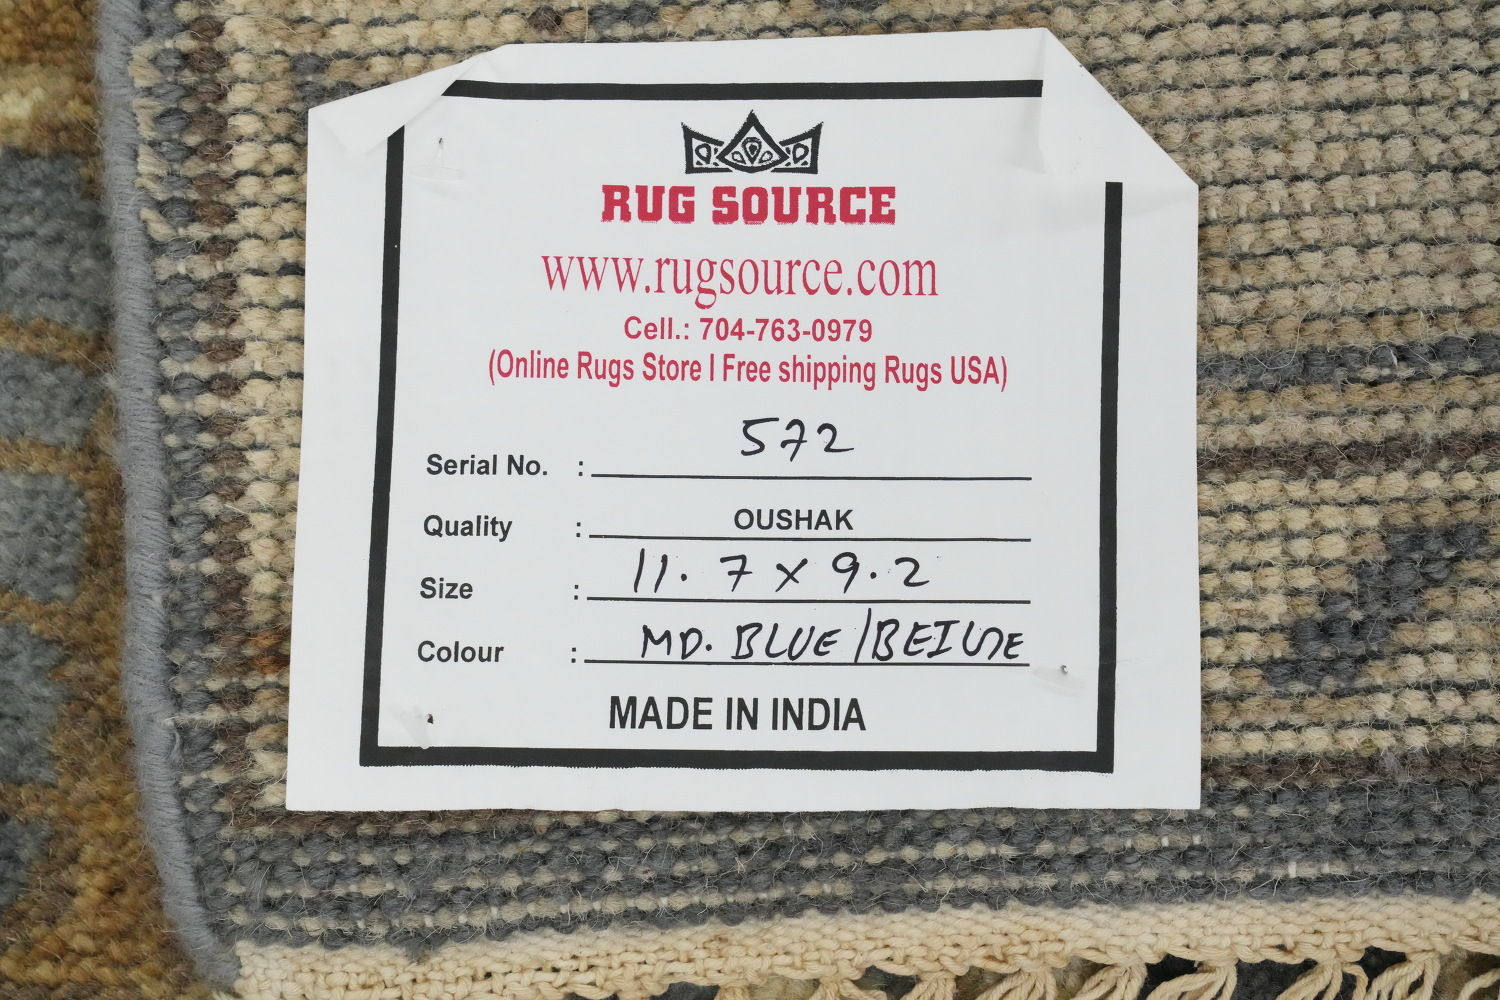 RUG SOURCE
www.rugsource.com
Cell.: 704-763-0979
(Online Rugs Store I Free shipping Rugs USA)
Serial No. : 572
Quality : OUSHAK
Size : 11.7 x 9.2
Colour : MD. BLUE/BEIGE
MADE IN INDIA